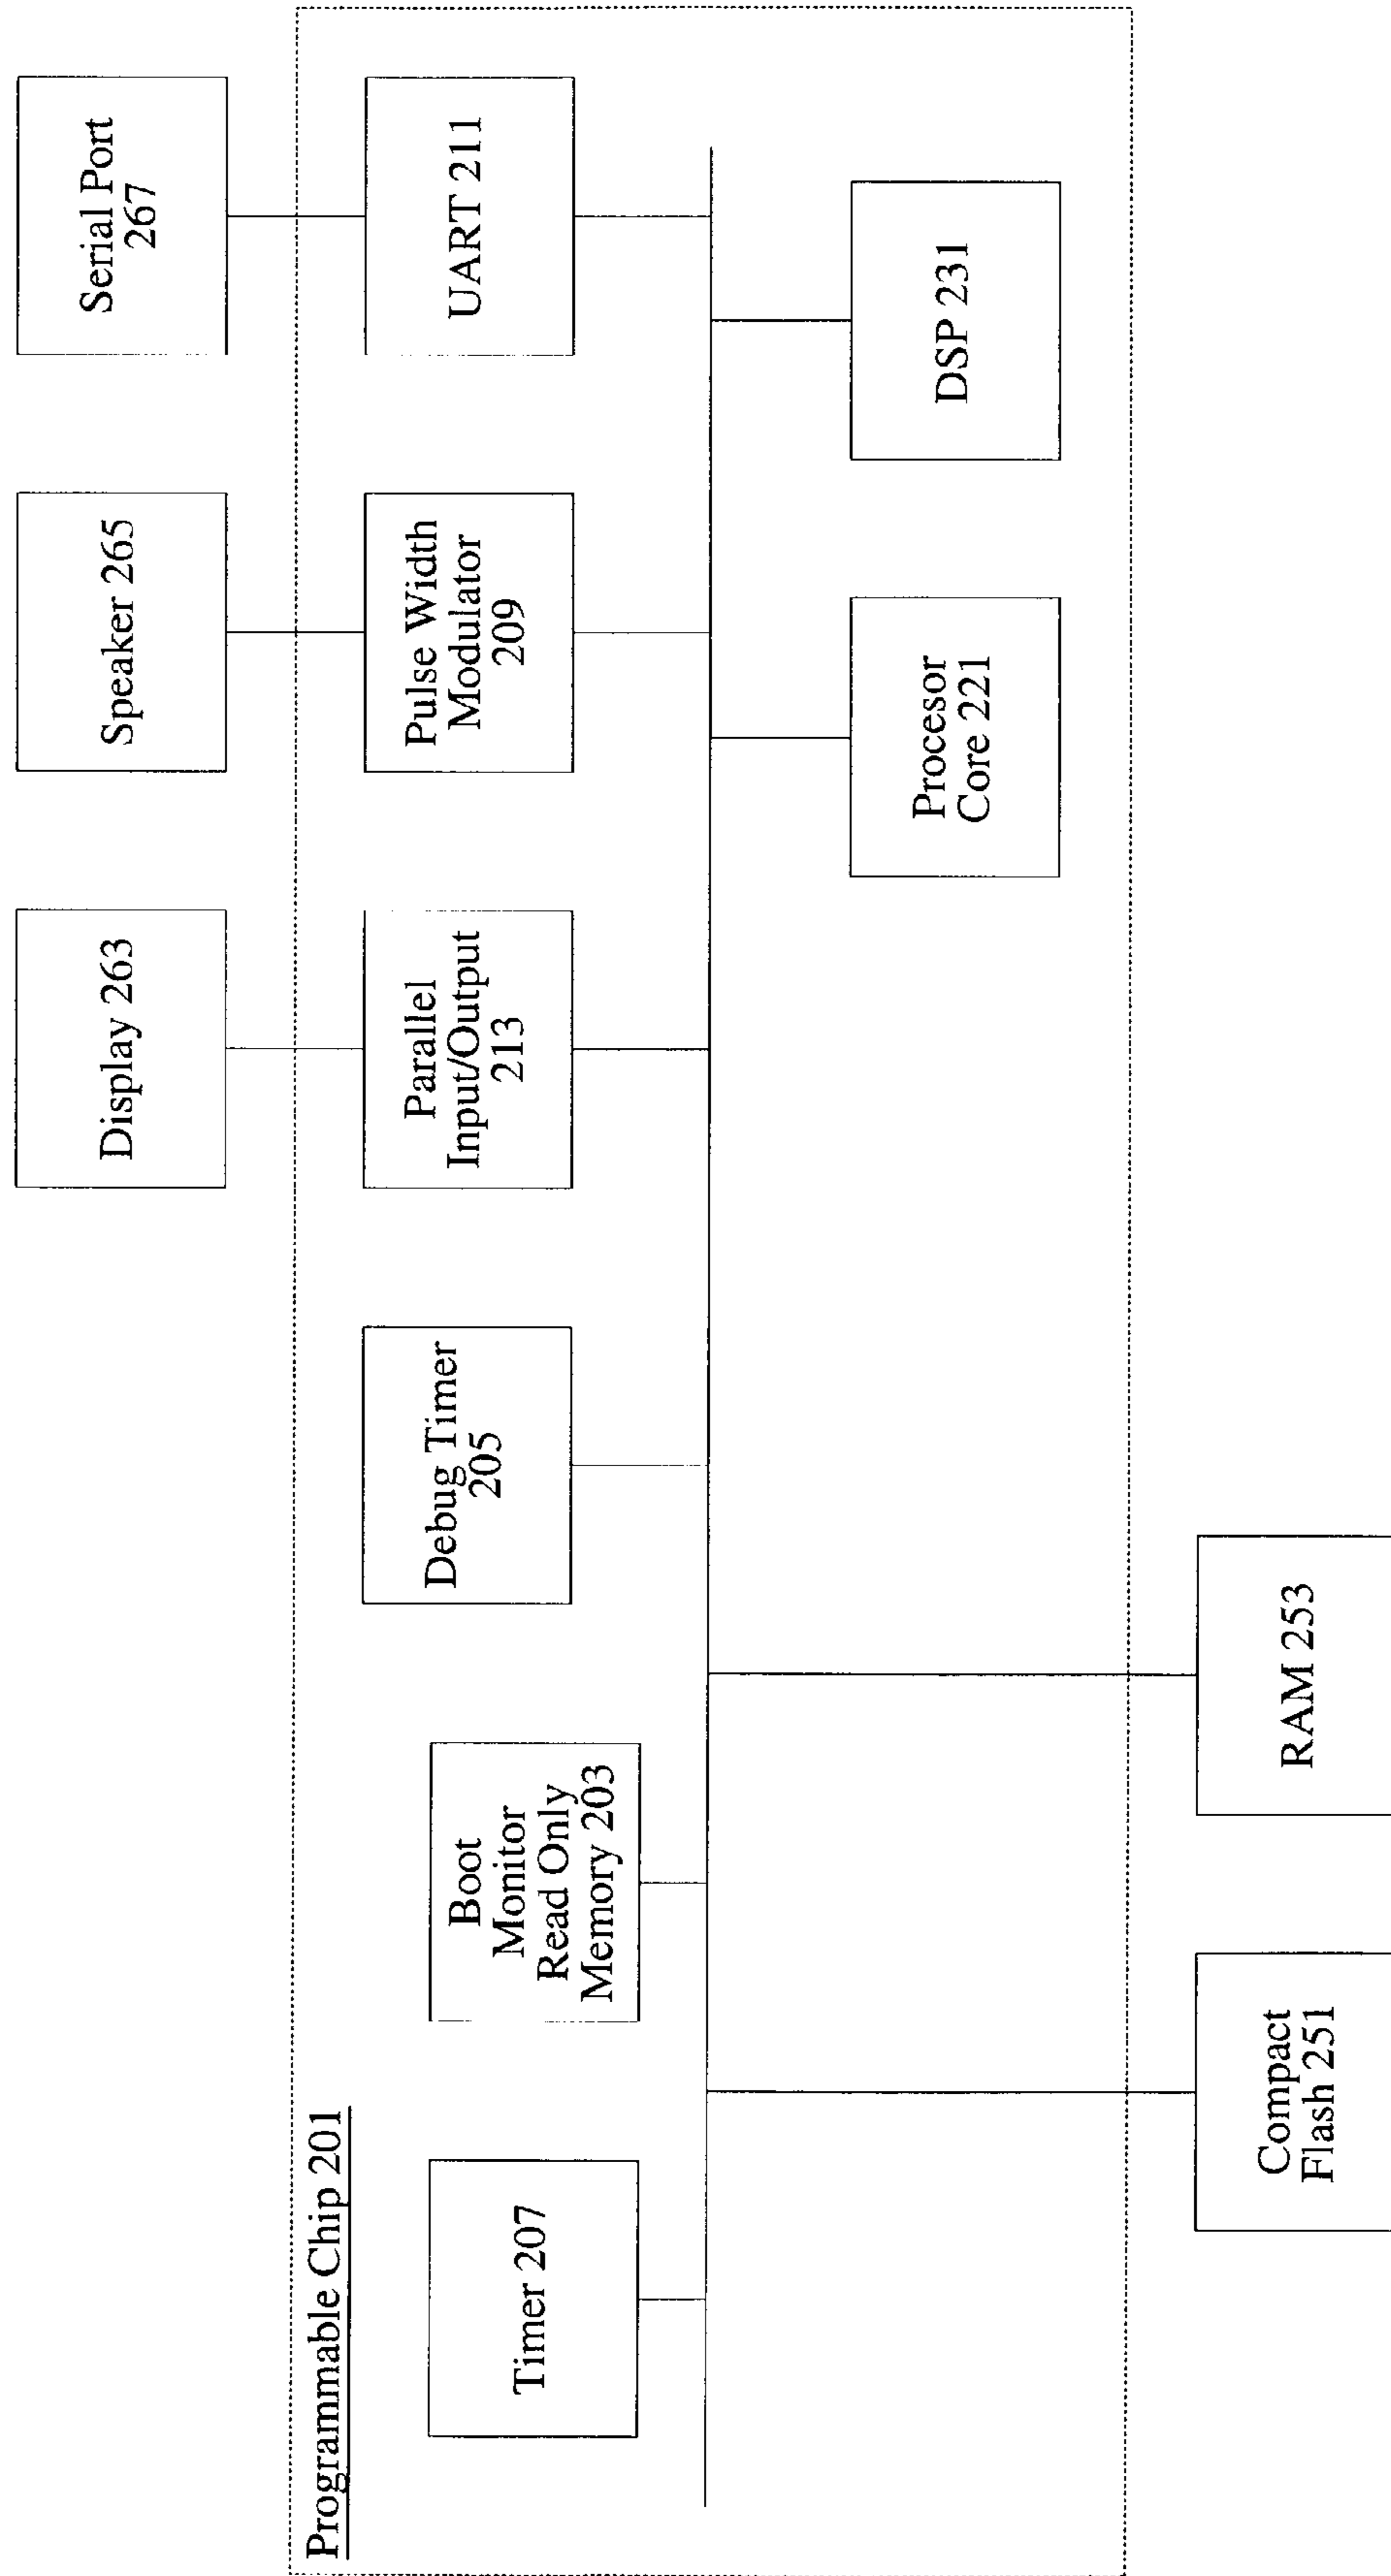 Display 263
Speaker 265
Serial Port
267
Programmable Chip 201
Timer 207
Boot
Monitor
Read Only
Memory 203
Debug Timer
205
Parallel
Input/Output
213
Pulse Width
Modulator
209
UART 211
Procesor
Core 221
DSP 231
Compact
Flash 251
RAM 253